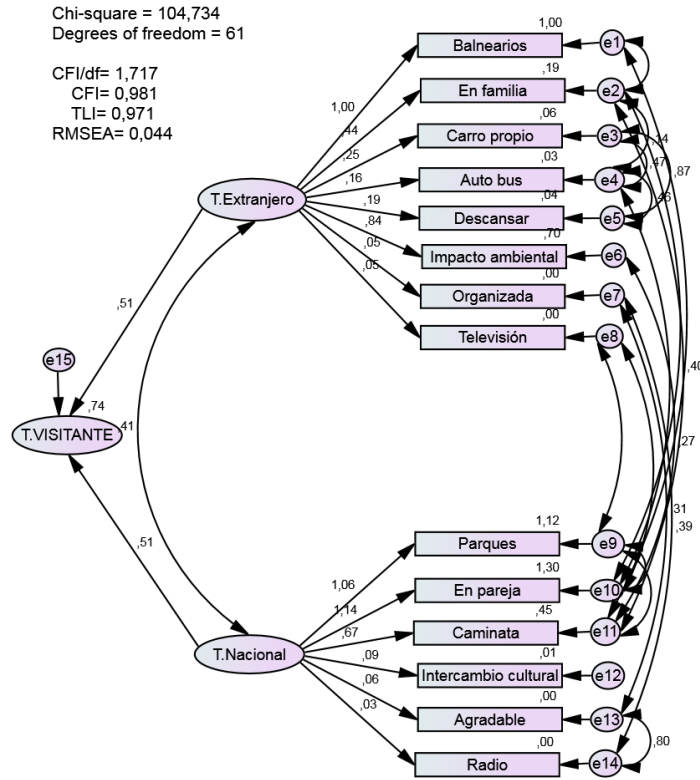 Chi-square = 104,734
Degrees of freedom = 61
CFI/df= 1,717
CFI= 0,981
TLI= 0,971
RMSEA= 0,044
1,00
Balnearios
e1
,19
En familia
e2
,06
Carro propio
e3
,03
Auto bus
e4
,04
Descansar
e5
,70
Impacto ambiental
e6
,00
Organizada
e7
,00
Televisión
e8
1,00
,44
,25
,16
,19
,84
,05
,05
,14
,47
,46
,87
,40
,27
,31
,39
T.Extranjero
,51
e15
,74
T.VISITANTE
,41
,51
T.Nacional
1,06
1,14
,67
,09
,06
,03
1,12
Parques
e9
1,30
En pareja
e10
,45
Caminata
e11
,01
Intercambio cultural
e12
,00
Agradable
e13
,00
Radio
e14
,80